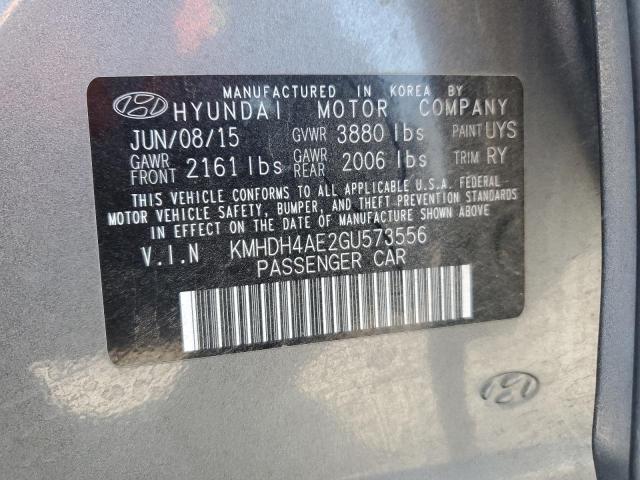 MANUFACTURED IN KOREA BY
HYUNDAI MOTOR COMPANY
JUN/08/15 GVWR 3880 lbs PAINT UYS
GAWR FRONT 2161 lbs GAWR REAR 2006 lbs TRIM RY
THIS VEHICLE CONFORMS TO ALL APPLICABLE U.S.A. FEDERAL
MOTOR VEHICLE SAFETY, BUMPER, AND THEFT PREVENTION STANDARDS
IN EFFECT ON THE DATE OF MANUFACTURE SHOWN ABOVE.
V.I.N KMHDH4AE2GU573556
PASSENGER CAR